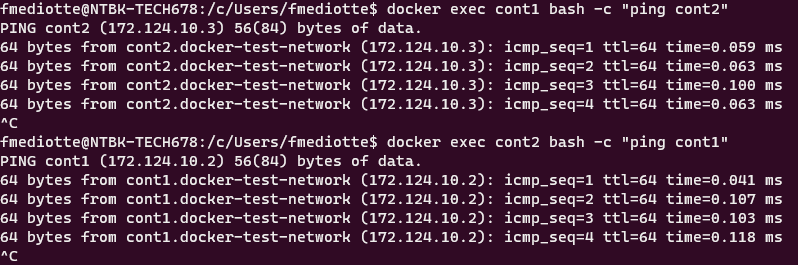 fmediotte@NTBK-TECH678:/c/Users/fmediotte$ docker exec cont1 bash -c "ping cont2"
PING cont2 (172.124.10.3) 56(84) bytes of data.
64 bytes from cont2.docker-test-network (172.124.10.3): icmp_seq=1 ttl=64 time=0.059 ms
64 bytes from cont2.docker-test-network (172.124.10.3): icmp_seq=2 ttl=64 time=0.063 ms
64 bytes from cont2.docker-test-network (172.124.10.3): icmp_seq=3 ttl=64 time=0.100 ms
64 bytes from cont2.docker-test-network (172.124.10.3): icmp_seq=4 ttl=64 time=0.063 ms
^C
fmediotte@NTBK-TECH678:/c/Users/fmediotte$ docker exec cont2 bash -c "ping cont1"
PING cont1 (172.124.10.2) 56(84) bytes of data.
64 bytes from cont1.docker-test-network (172.124.10.2): icmp_seq=1 ttl=64 time=0.041 ms
64 bytes from cont1.docker-test-network (172.124.10.2): icmp_seq=2 ttl=64 time=0.107 ms
64 bytes from cont1.docker-test-network (172.124.10.2): icmp_seq=3 ttl=64 time=0.103 ms
64 bytes from cont1.docker-test-network (172.124.10.2): icmp_seq=4 ttl=64 time=0.118 ms
^C